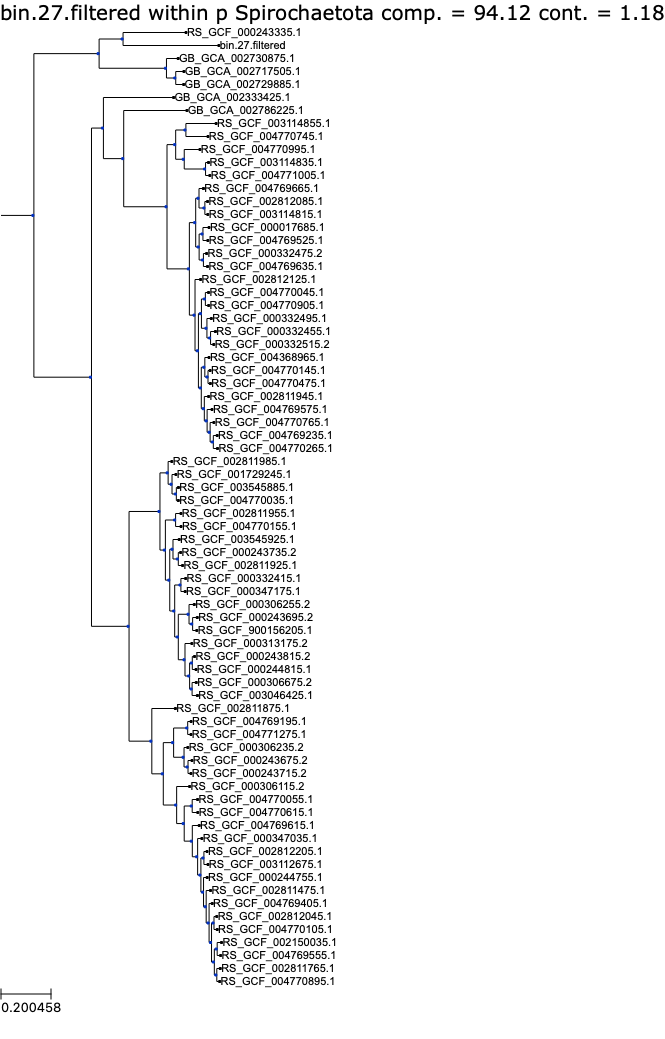 bin.27.filtered within p Spirochaetota comp. = 94.12 cont. = 1.18
RS_GCF_000243335.1
bin.27.filtered
GB_GCA_002730875.1
GB_GCA_002717505.1
GB_GCA_002729885.1
GB_GCA_002333425.1
GB_GCA_002786225.1
RS_GCF_003114855.1
RS_GCF_004770745.1
RS_GCF_004770995.1
RS_GCF_003114835.1
RS_GCF_004771005.1
RS_GCF_004769665.1
RS_GCF_002812085.1
RS_GCF_003114815.1
RS_GCF_000017685.1
RS_GCF_004769525.1
RS_GCF_000332475.2
RS_GCF_004769635.1
RS_GCF_002812125.1
RS_GCF_004770045.1
RS_GCF_004770905.1
RS_GCF_000332495.1
RS_GCF_000332455.1
RS_GCF_000332515.2
RS_GCF_004368965.1
RS_GCF_004770145.1
RS_GCF_004770475.1
RS_GCF_002811945.1
RS_GCF_004769575.1
RS_GCF_004770765.1
RS_GCF_004769235.1
RS_GCF_004770265.1
RS_GCF_002811985.1
RS_GCF_001729245.1
RS_GCF_003545885.1
RS_GCF_004770035.1
RS_GCF_002811955.1
RS_GCF_004770155.1
RS_GCF_003545925.1
RS_GCF_000243735.2
RS_GCF_002811925.1
RS_GCF_000332415.1
RS_GCF_000347175.1
RS_GCF_000306255.2
RS_GCF_000243695.2
RS_GCF_900156205.1
RS_GCF_000313175.2
RS_GCF_000243815.2
RS_GCF_000244815.1
RS_GCF_000306675.2
RS_GCF_003046425.1
RS_GCF_002811875.1
RS_GCF_004769195.1
RS_GCF_004771275.1
RS_GCF_000306235.2
RS_GCF_000243675.2
RS_GCF_000243715.2
RS_GCF_000306115.2
RS_GCF_004770055.1
RS_GCF_004770615.1
RS_GCF_004769615.1
RS_GCF_000347035.1
RS_GCF_002812205.1
RS_GCF_003112675.1
RS_GCF_000244755.1
RS_GCF_002811475.1
RS_GCF_004769405.1
RS_GCF_002812045.1
RS_GCF_004770105.1
RS_GCF_002150035.1
RS_GCF_004769555.1
RS_GCF_002811765.1
RS_GCF_004770895.1
0.200458